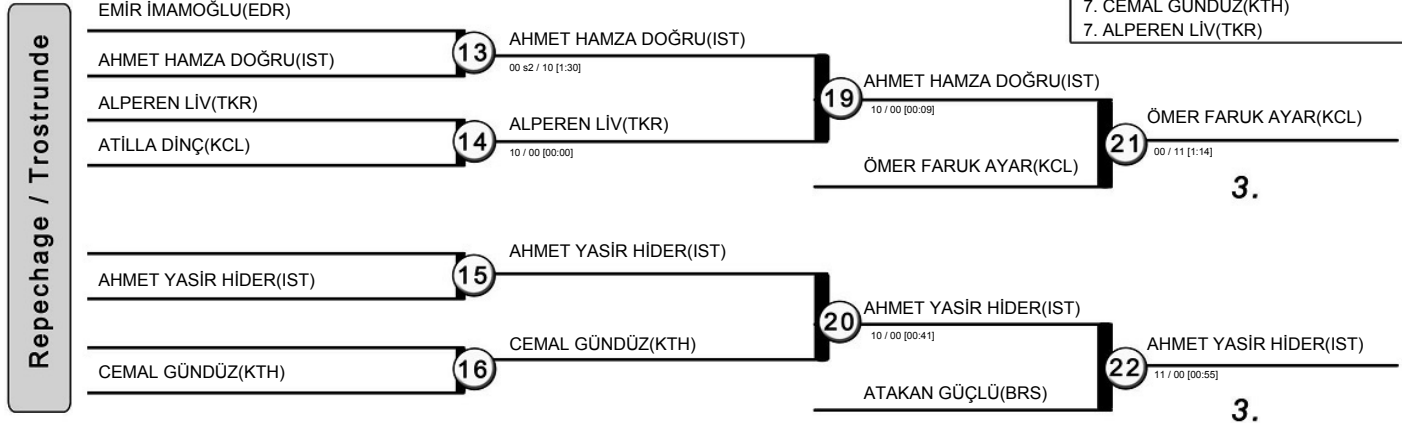 Repechage / Trostrunde
7. CEMAL GÜNDÜZ(KTH)
7. ALPEREN LİV(TKR)
EMİR İMAMOĞLU(EDR)
AHMET HAMZA DOĞRU(IST)
13
AHMET HAMZA DOĞRU(IST)
00 s2 / 10 [1:30]
ALPEREN LİV(TKR)
ATİLLA DİNÇ(KCL)
14
ALPEREN LİV(TKR)
10 / 00 [00:00]
19
AHMET HAMZA DOĞRU(IST)
10 / 00 [00:09]
ÖMER FARUK AYAR(KCL)
21
ÖMER FARUK AYAR(KCL)
00 / 11 [1:14]
3.
AHMET YASİR HİDER(IST)
15
AHMET YASİR HİDER(IST)
CEMAL GÜNDÜZ(KTH)
16
CEMAL GÜNDÜZ(KTH)
20
AHMET YASİR HİDER(IST)
10 / 00 [00:41]
ATAKAN GÜÇLÜ(BRS)
22
AHMET YASİR HİDER(IST)
11 / 00 [00:55]
3.